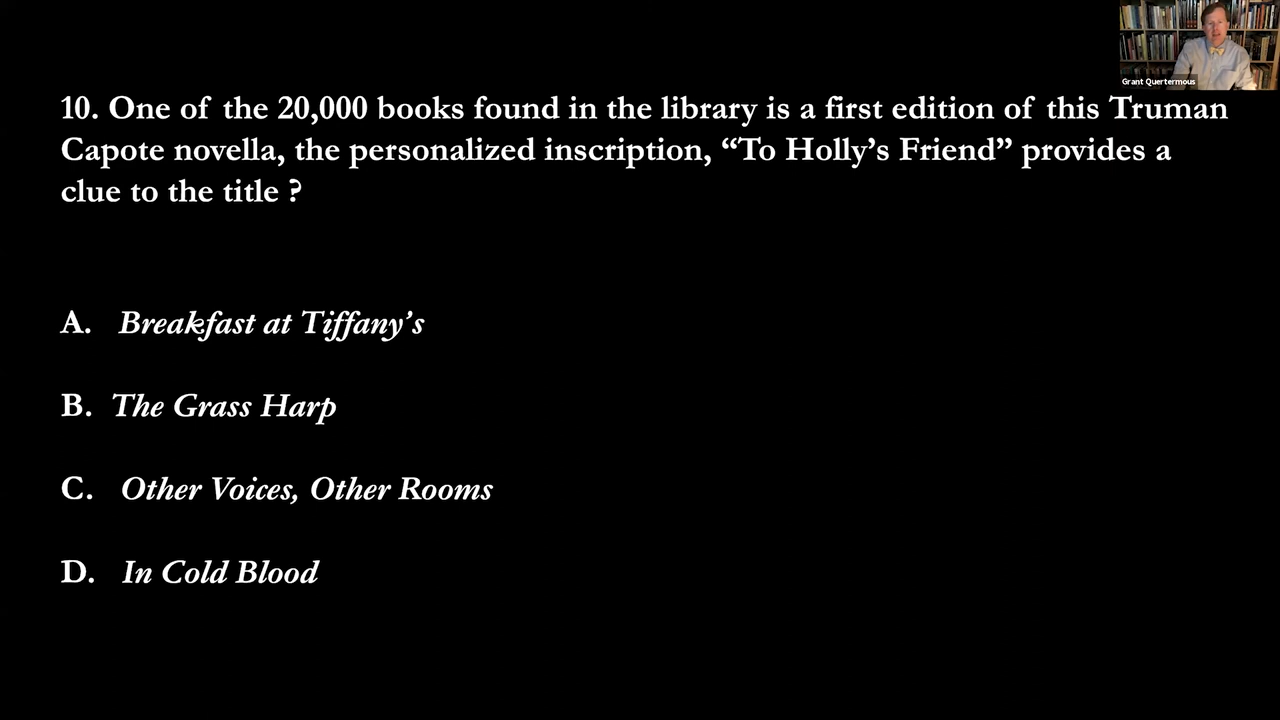 Grant Quertermous
10. One of the 20,000 books found in the library is a first edition of this Truman
Capote novella, the personalized inscription, “To Holly’s Friend” provides a
clue to the title ?
A. Breakfast at Tiffany’s
B. The Grass Harp
C. Other Voices, Other Rooms
D. In Cold Blood